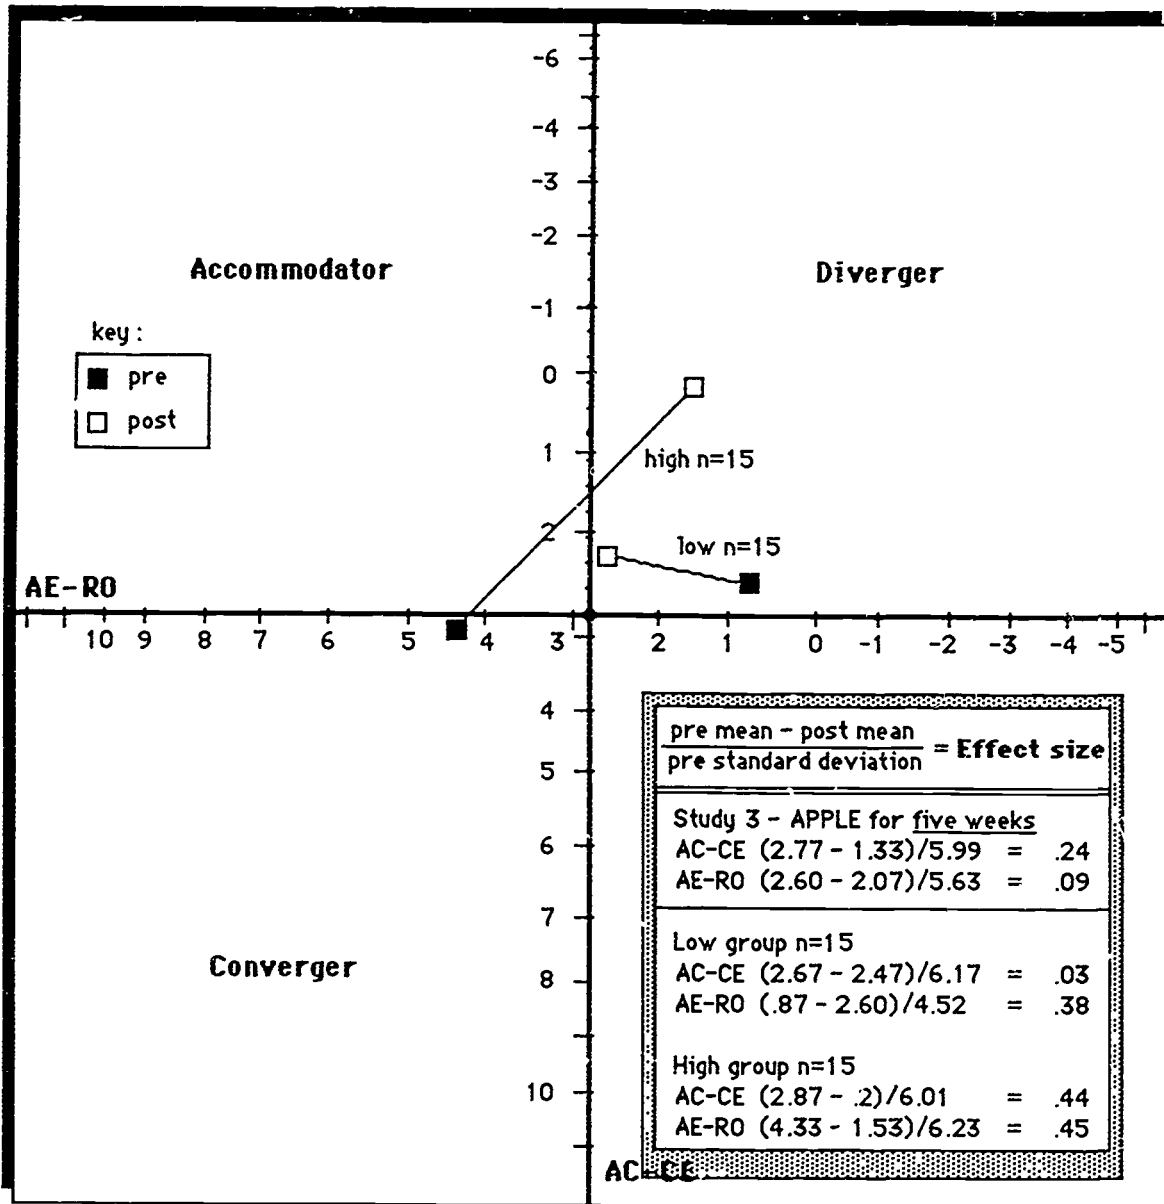 -6
-4
-3
-2
Accommodator
Diverger
-1
key :
pre
post
0
1
high n=15
2
low n=15
AE-RO
10 9 8 7 6 5 4 3 2 1 0 -1 -2 -3 -4 -5
4
5
6
7
Converger
8
10
AC-CE
pre mean - post mean
pre standard deviation = Effect size
Study 3 - APPLE for five weeks
AC-CE (2.77 - 1.33)/5.99 = .24
AE-RO (2.60 - 2.07)/5.63 = .09
Low group n=15
AC-CE (2.67 - 2.47)/6.17 = .03
AE-RO (.87 - 2.60)/4.52 = .38
High group n=15
AC-CE (2.87 - .2)/6.01 = .44
AE-RO (4.33 - 1.53)/6.23 = .45